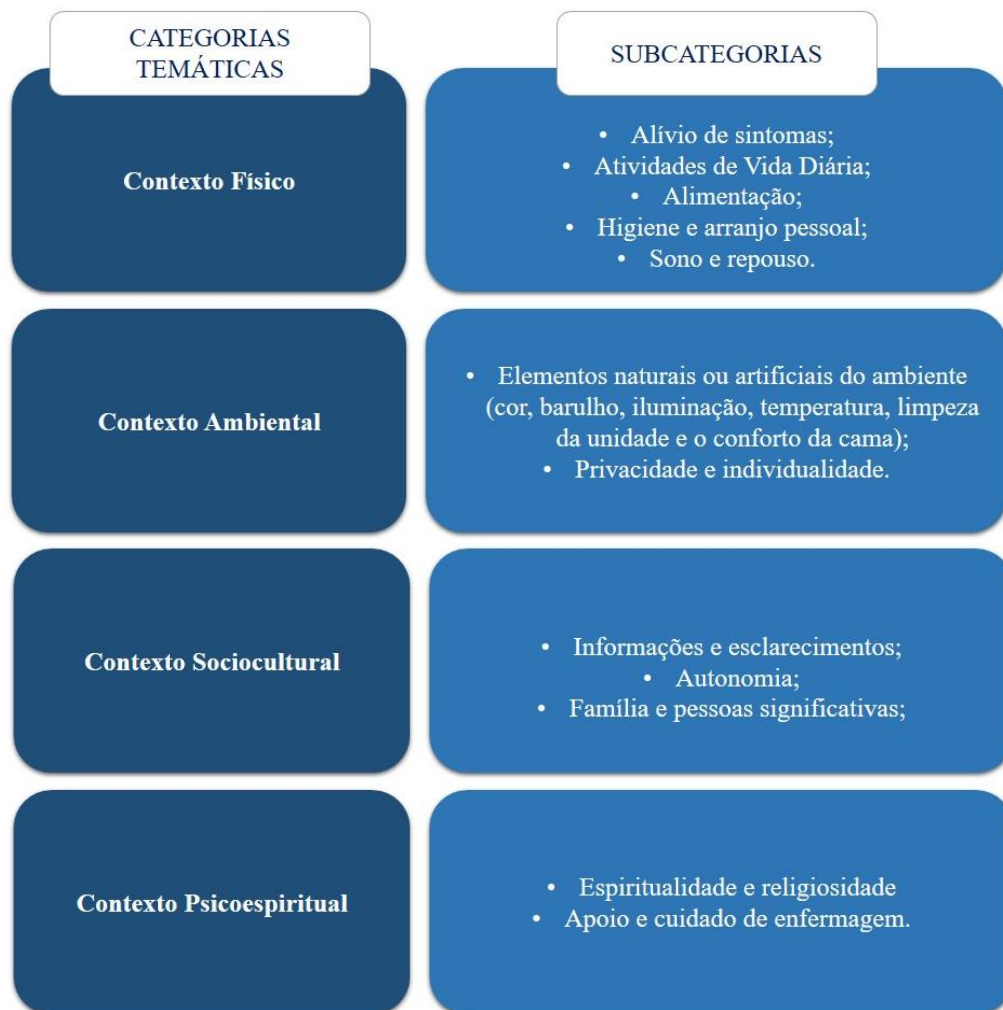 CATEGORIAS
TEMÁTICAS
SUBCATEGORIAS
Contexto Físico
• Alívio de sintomas;
• Atividades de Vida Diária;
• Alimentação;
• Higiene e arranjo pessoal;
• Sono e repouso.
Contexto Ambiental
• Elementos naturais ou artificiais do ambiente
(cor, barulho, iluminação, temperatura, limpeza
da unidade e o conforto da cama);
• Privacidade e individualidade.
Contexto Sociocultural
• Informações e esclarecimentos;
• Autonomia;
• Família e pessoas significativas;
Contexto Psicoespiritual
• Espiritualidade e religiosidade
• Apoio e cuidado de enfermagem.